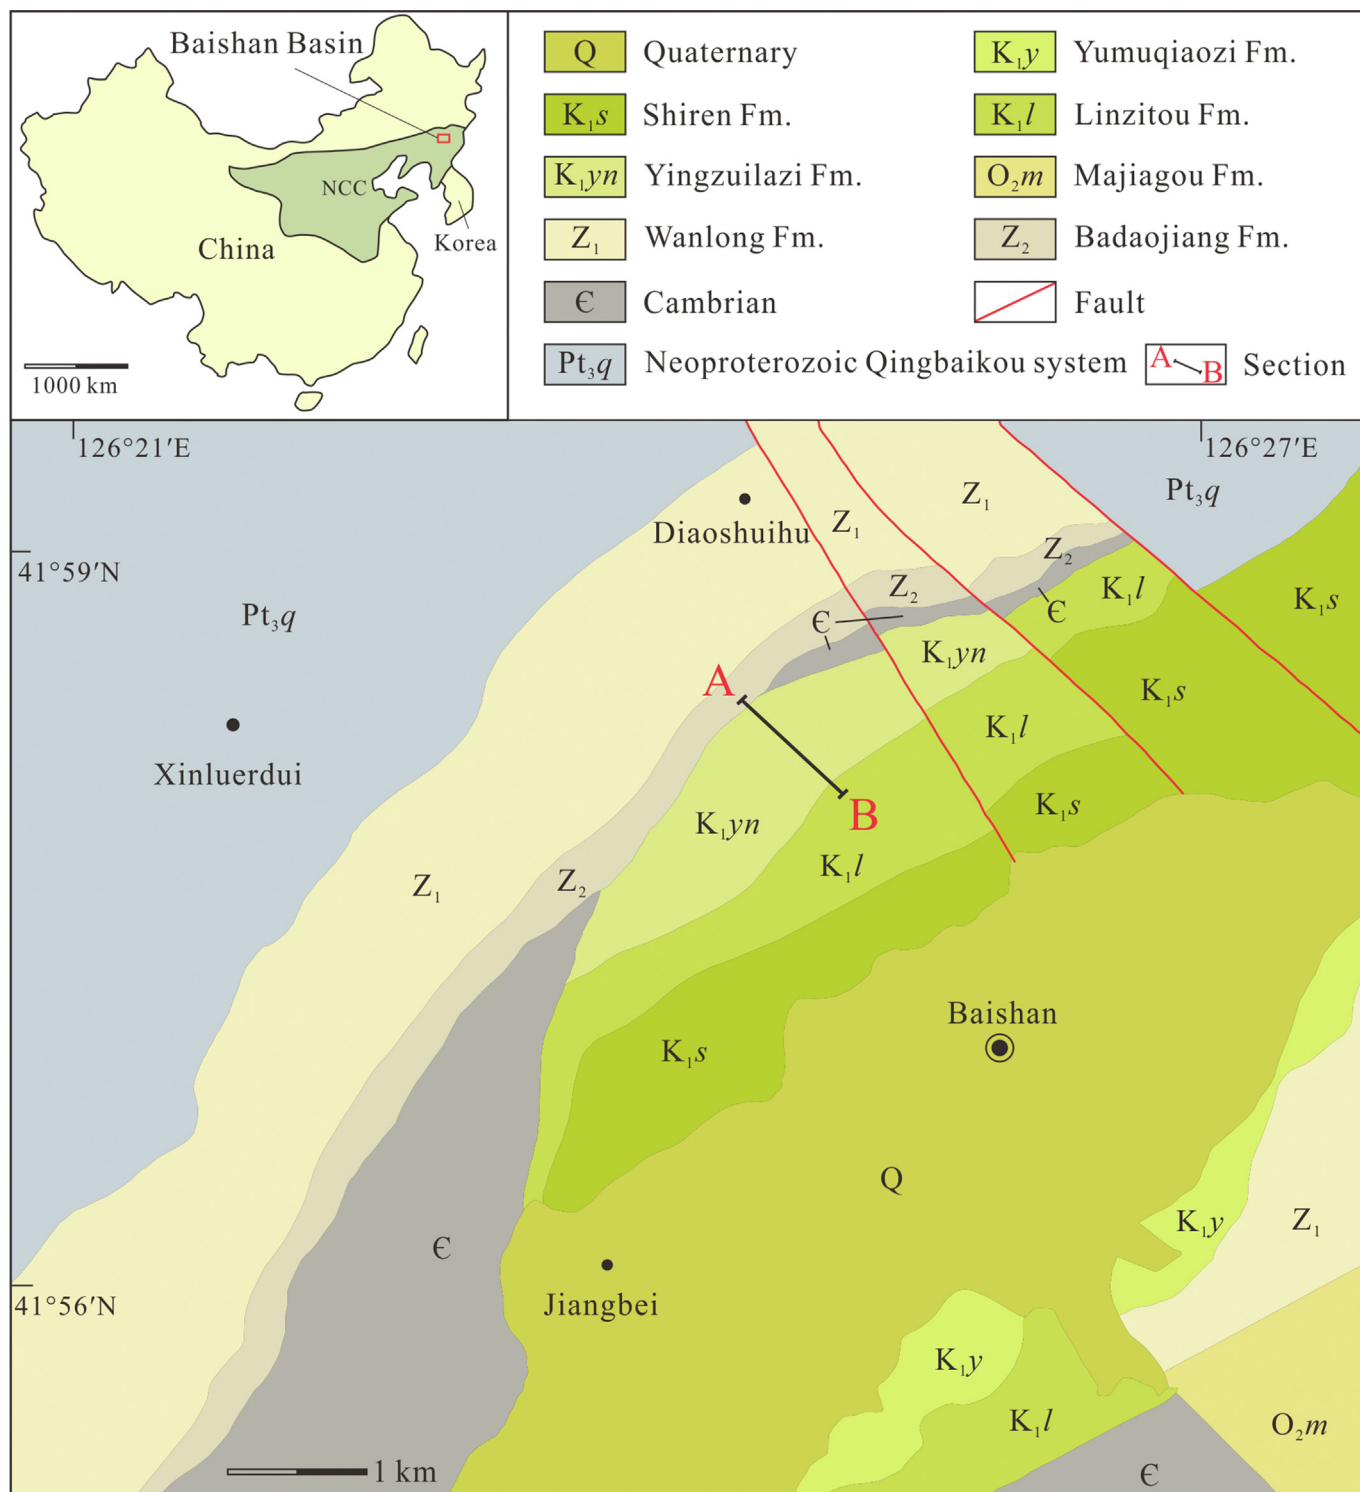 Baishan Basin
NCC
China
Korea
1000 km
Q Quaternary
K₁y Yumuqiaozi Fm.
K₁s Shiren Fm.
K₁l Linzitou Fm.
K₁yn Yingzuilazi Fm.
O₂m Majiagou Fm.
Z₁ Wanlong Fm.
Z₂ Badaojiang Fm.
Є Cambrian
Fault
Pt₃q Neoproterozoic Qingbaikou system
A B Section
126°21′E
126°27′E
Pt₃q
Z₁
Diaoshuihu
Z₁
Z₂
41°59′N
Z₂
K₁l
Є
K₁s
Pt₃q
Є
K₁yn
A
K₁s
Xinluerdui
K₁l
B
K₁s
K₁yn
K₁l
Z₁
Z₂
Baishan
K₁s
Q
K₁y
Z₁
Є
41°56′N
Jiangbei
K₁y
K₁l
O₂m
1 km
Є